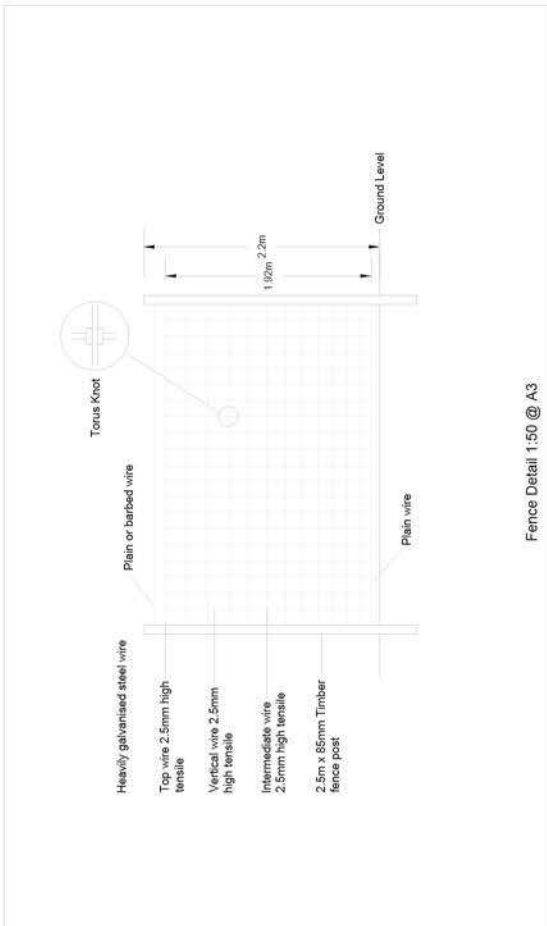 Torus Knot
Plain or barbed wire
Heavily galvanised steel wire
Top wire 2.5mm high
tensile
Vertical wire 2.5mm
high tensile
Intermediate wire
2.5mm high tensile
2.5m x 85mm Timber
fence post
1.92m
2.2m
Ground Level
Plain wire
Fence Detail 1:50 @ A3